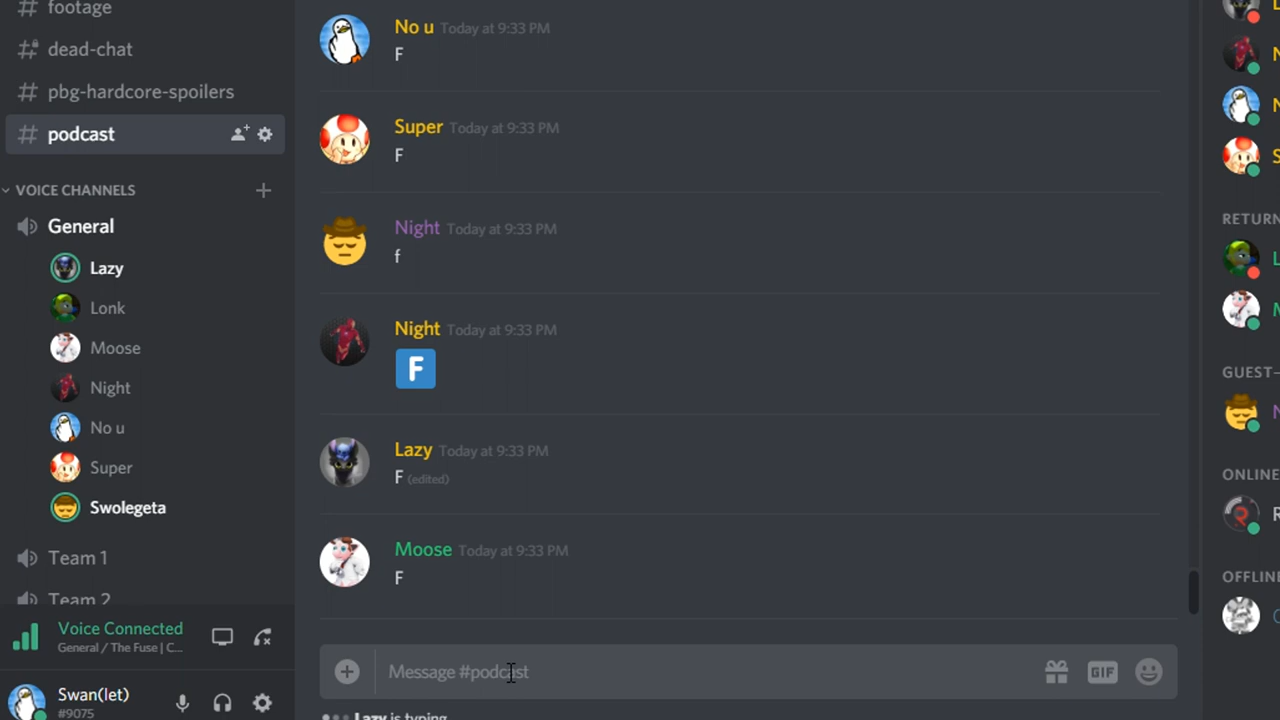 footage
dead-chat
pbg-hardcore-spoilers
podcast
VOICE CHANNELS
General
Lazy
Lonk
Moose
Night
No u
Super
Swolegeta
Team 1
Team 2
Voice Connected
General / The Fuse | C...
Swan(let)
#9075
No u Today at 9:33 PM
F
Super Today at 9:33 PM
F
Night Today at 9:33 PM
f
Night Today at 9:33 PM
F
Lazy Today at 9:33 PM
F (edited)
Moose Today at 9:33 PM
F
Message #podcast
GIF
Lazy is typing
N
S
RETURN
L
GUEST-
N
ONLINE
R
OFFLIN